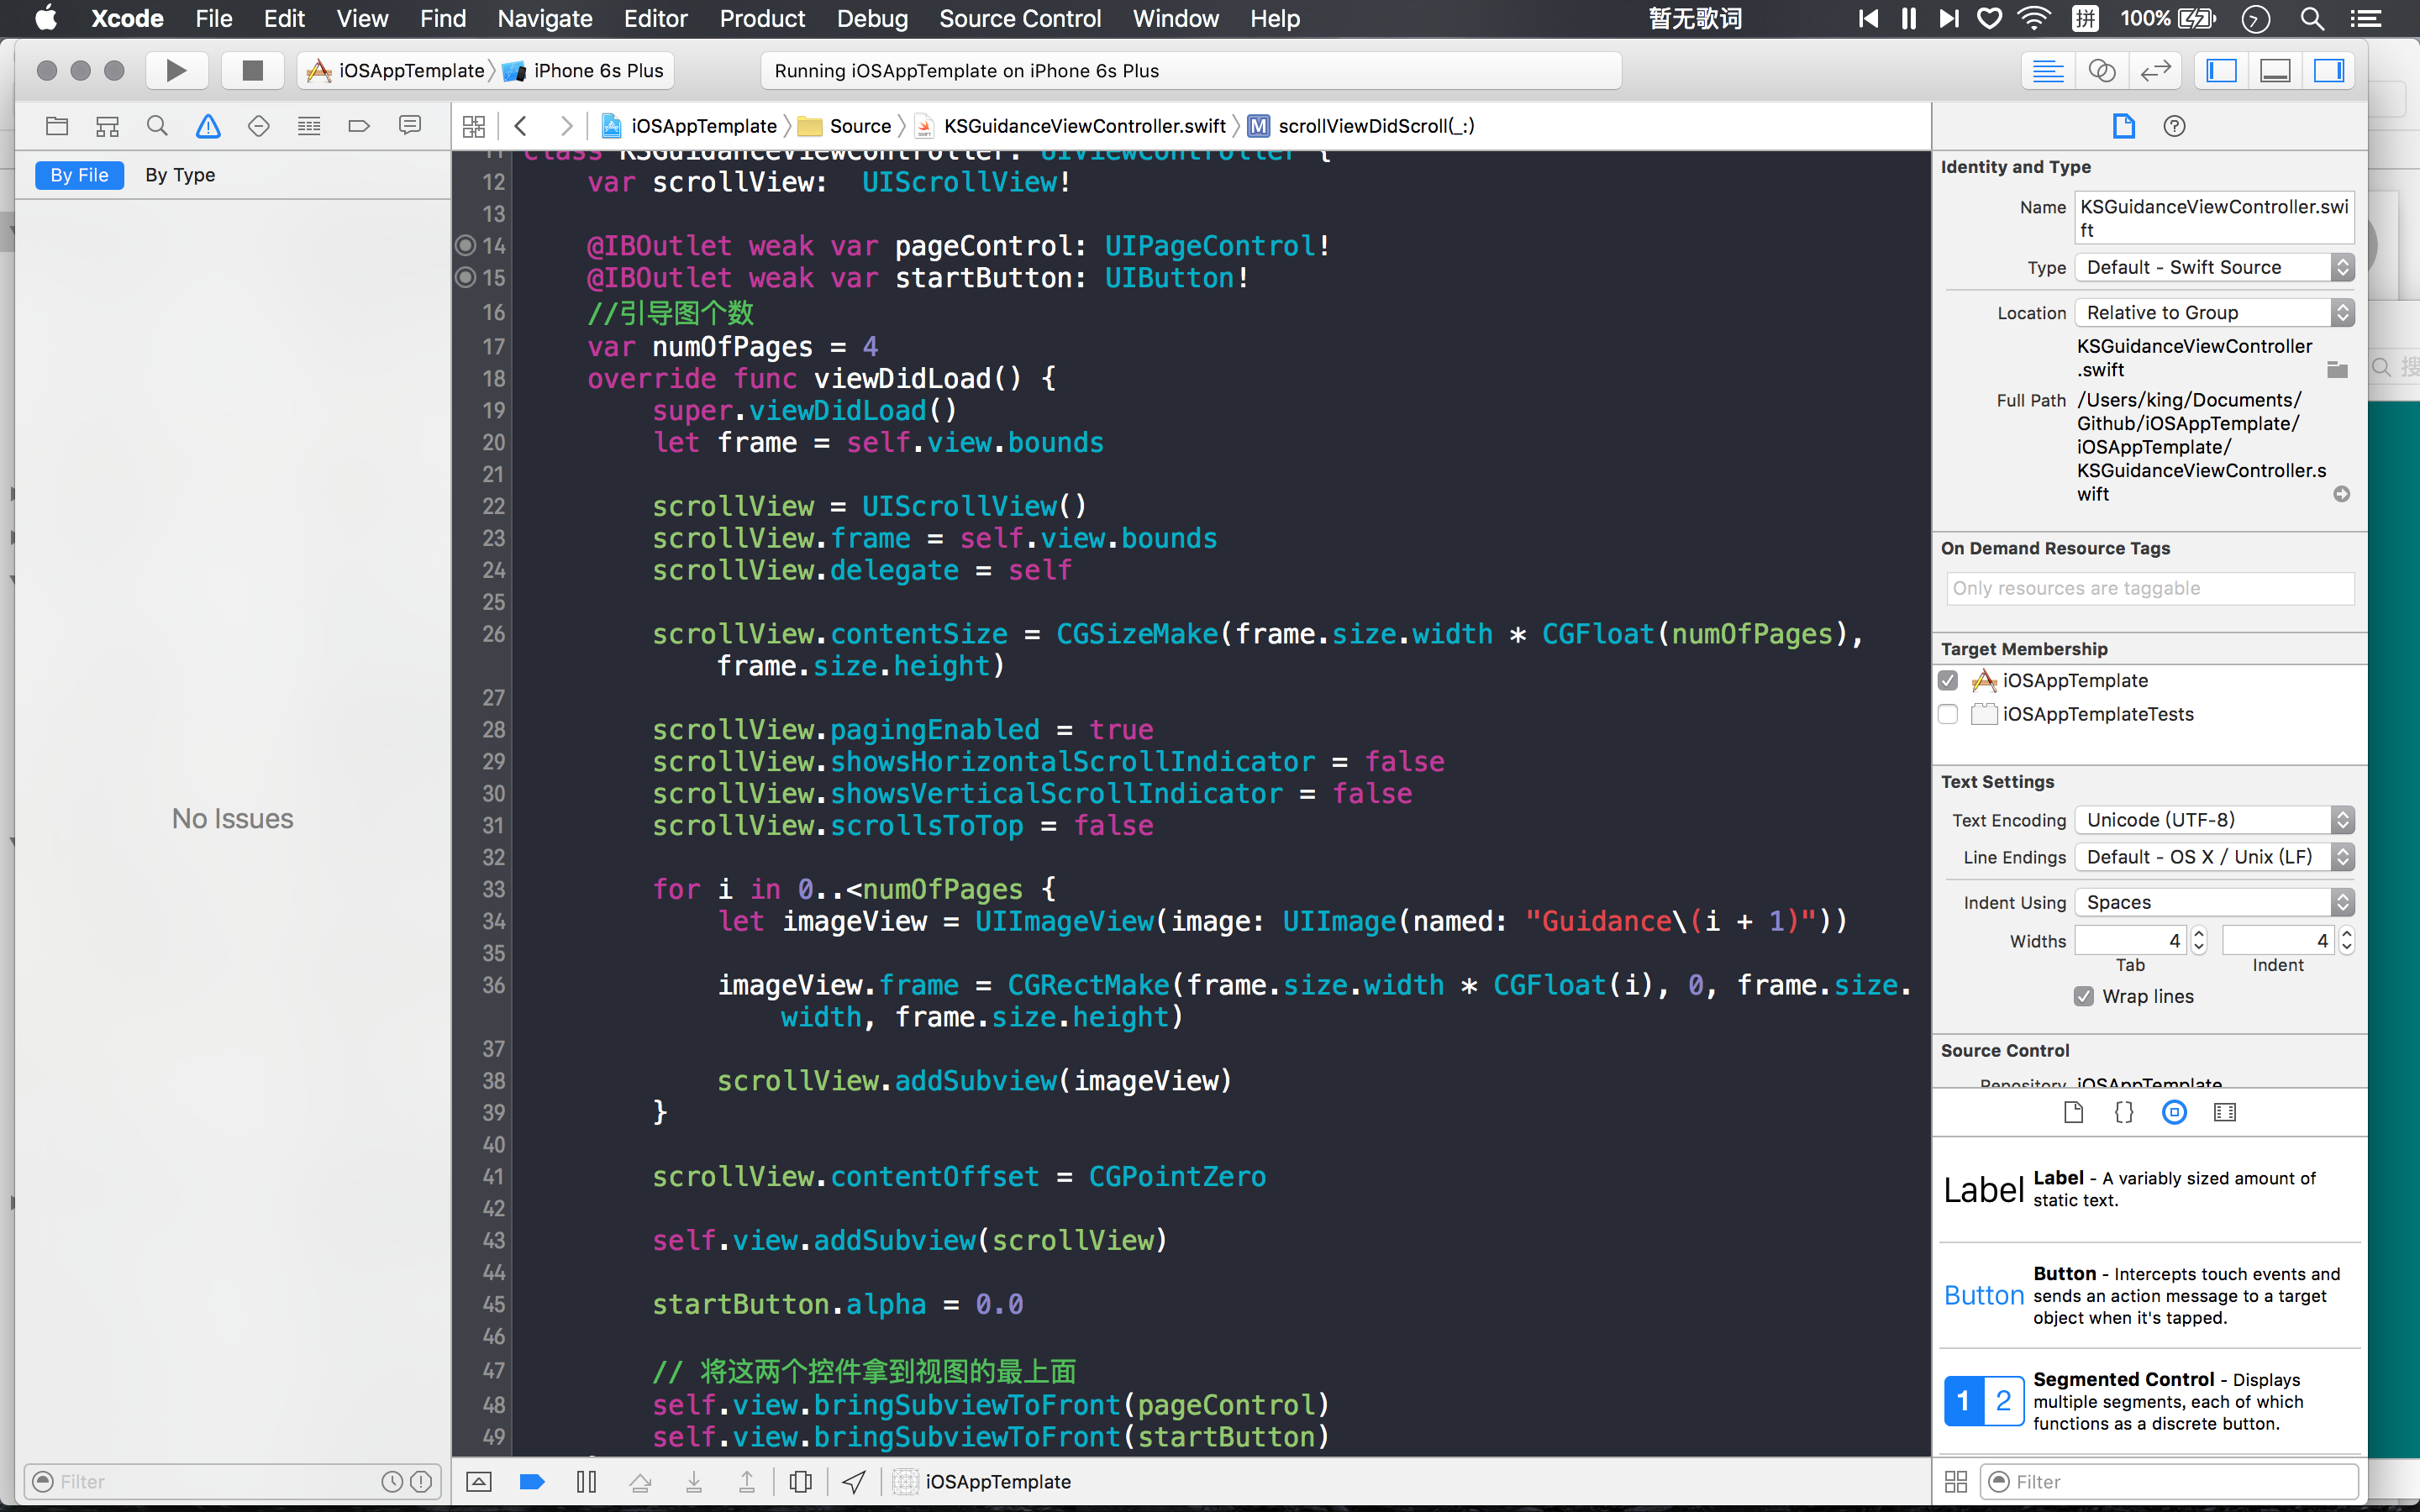 Xcode File Edit View Find Navigate Editor Product Debug Source Control Window Help 暂无歌词 拼 100%
iOSAppTemplate iPhone 6s Plus
Running iOSAppTemplate on iPhone 6s Plus
iOSAppTemplate Source KSGuidanceViewController.swift M scrollViewDidScroll(_:)
By File By Type
No Issues
Filter
11 class KSGuidanceViewController: UIViewController {
12 var scrollView:  UIScrollView!
13
14 @IBOutlet weak var pageControl: UIPageControl!
15 @IBOutlet weak var startButton: UIButton!
16 //引导图个数
17 var numOfPages = 4
18 override func viewDidLoad() {
19 super.viewDidLoad()
20 let frame = self.view.bounds
21
22 scrollView = UIScrollView()
23 scrollView.frame = self.view.bounds
24 scrollView.delegate = self
25
26 scrollView.contentSize = CGSizeMake(frame.size.width * CGFloat(numOfPages),
frame.size.height)
27
28 scrollView.pagingEnabled = true
29 scrollView.showsHorizontalScrollIndicator = false
30 scrollView.showsVerticalScrollIndicator = false
31 scrollView.scrollsToTop = false
32
33 for i in 0..<numOfPages {
34 let imageView = UIImageView(image: UIImage(named: "Guidance\(i + 1)"))
35
36 imageView.frame = CGRectMake(frame.size.width * CGFloat(i), 0, frame.size.
width, frame.size.height)
37
38 scrollView.addSubview(imageView)
39 }
40
41 scrollView.contentOffset = CGPointZero
42
43 self.view.addSubview(scrollView)
44
45 startButton.alpha = 0.0
46
47 // 将这两个控件拿到视图的最上面
48 self.view.bringSubviewToFront(pageControl)
49 self.view.bringSubviewToFront(startButton)
iOSAppTemplate
Identity and Type
Name KSGuidanceViewController.swi
ft
Type Default - Swift Source
Location Relative to Group
KSGuidanceViewController
.swift
Full Path /Users/king/Documents/
Github/iOSAppTemplate/
iOSAppTemplate/
KSGuidanceViewController.s
wift
On Demand Resource Tags
Only resources are taggable
Target Membership
iOSAppTemplate
iOSAppTemplateTests
Text Settings
Text Encoding Unicode (UTF-8)
Line Endings Default - OS X / Unix (LF)
Indent Using Spaces
Widths 4 4
Tab Indent
Wrap lines
Source Control
Repository iOSAppTemplate
Label Label - A variably sized amount of
static text.
Button Button - Intercepts touch events and
sends an action message to a target
object when it's tapped.
1 2 Segmented Control - Displays
multiple segments, each of which
functions as a discrete button.
Filter
搜